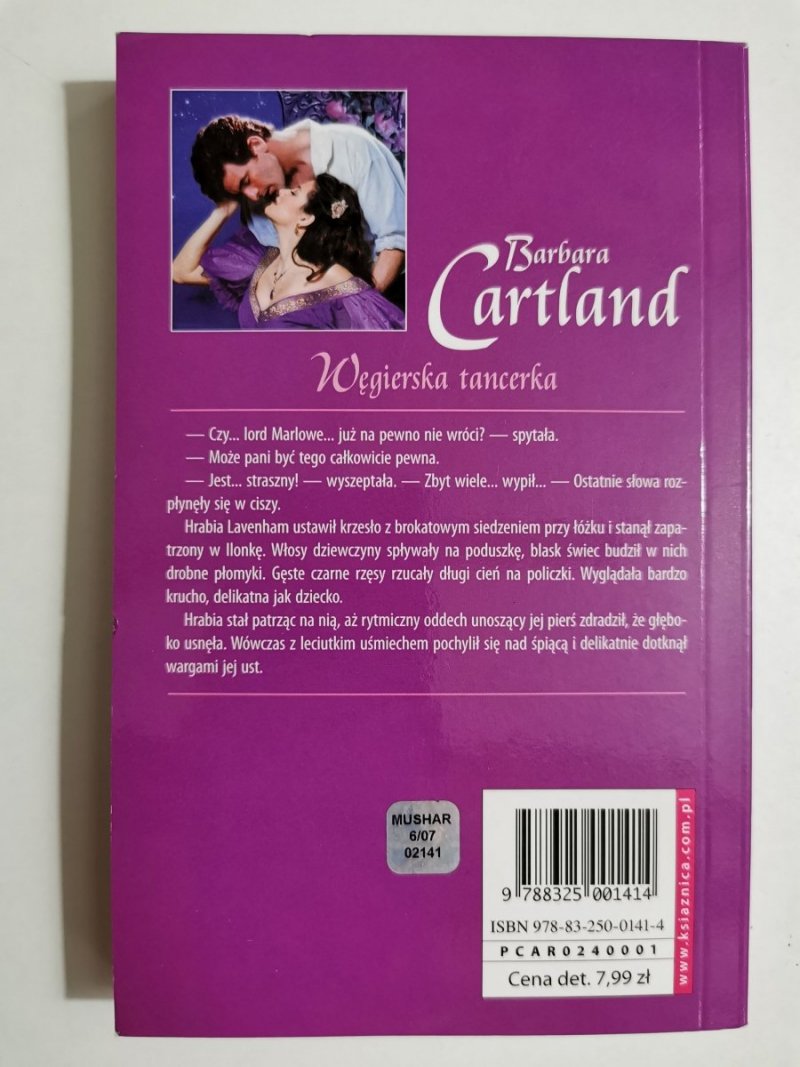 Barbara
Cartland
Węgierska tancerka
— Czy... lord Marlowe... już na pewno nie wróci? — spytała.
— Może pani być tego całkowicie pewna.
— Jest... straszny! — wyszeptała. — Zbyt wiele... wypił... — Ostatnie słowa roz-
płynęły się w ciszy.
Hrabia Lavenham ustawił krzesło z brokatowym siedzeniem przy łóżku i stanął zapa-
trzony w Ilonkę. Włosy dziewczyny spływały na poduszkę, blask świec budził w nich
drobne płomyki. Gęste czarne rzęsy rzucały długi cień na policzki. Wyglądała bardzo
krucho, delikatna jak dziecko.
Hrabia stał patrząc na nią, aż rytmiczny oddech unoszący jej pierś zdradził, że głębo-
ko usnęła. Wówczas z leciutkim uśmiechem pochylił się nad śpiącą i delikatnie dotknął
wargami jej ust.
MUSHAR
6/07
02141
9 788325 001414
ISBN 978-83-250-0141-4
PCAR0240001
Cena det. 7,99 zł
www.ksiaznica.com.pl